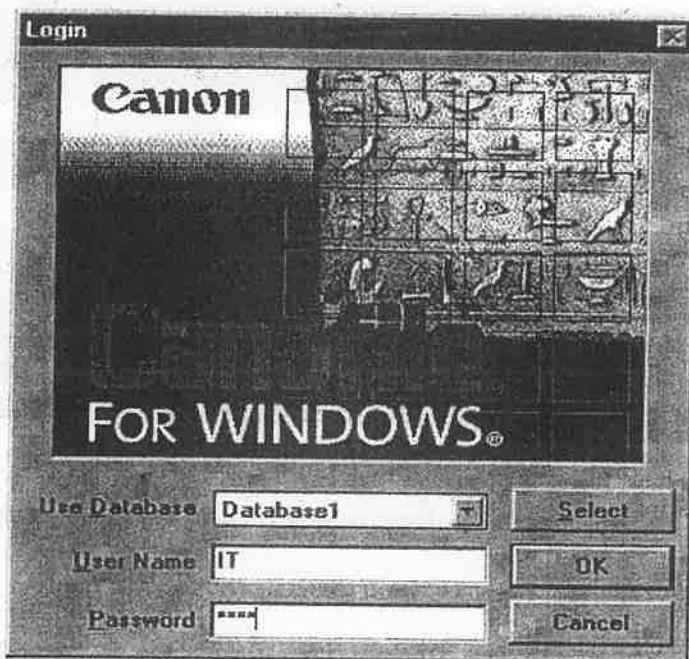 Login
Canon
FOR WINDOWS®
Use Database Database1 Select
User Name IT OK
Password **** Cancel